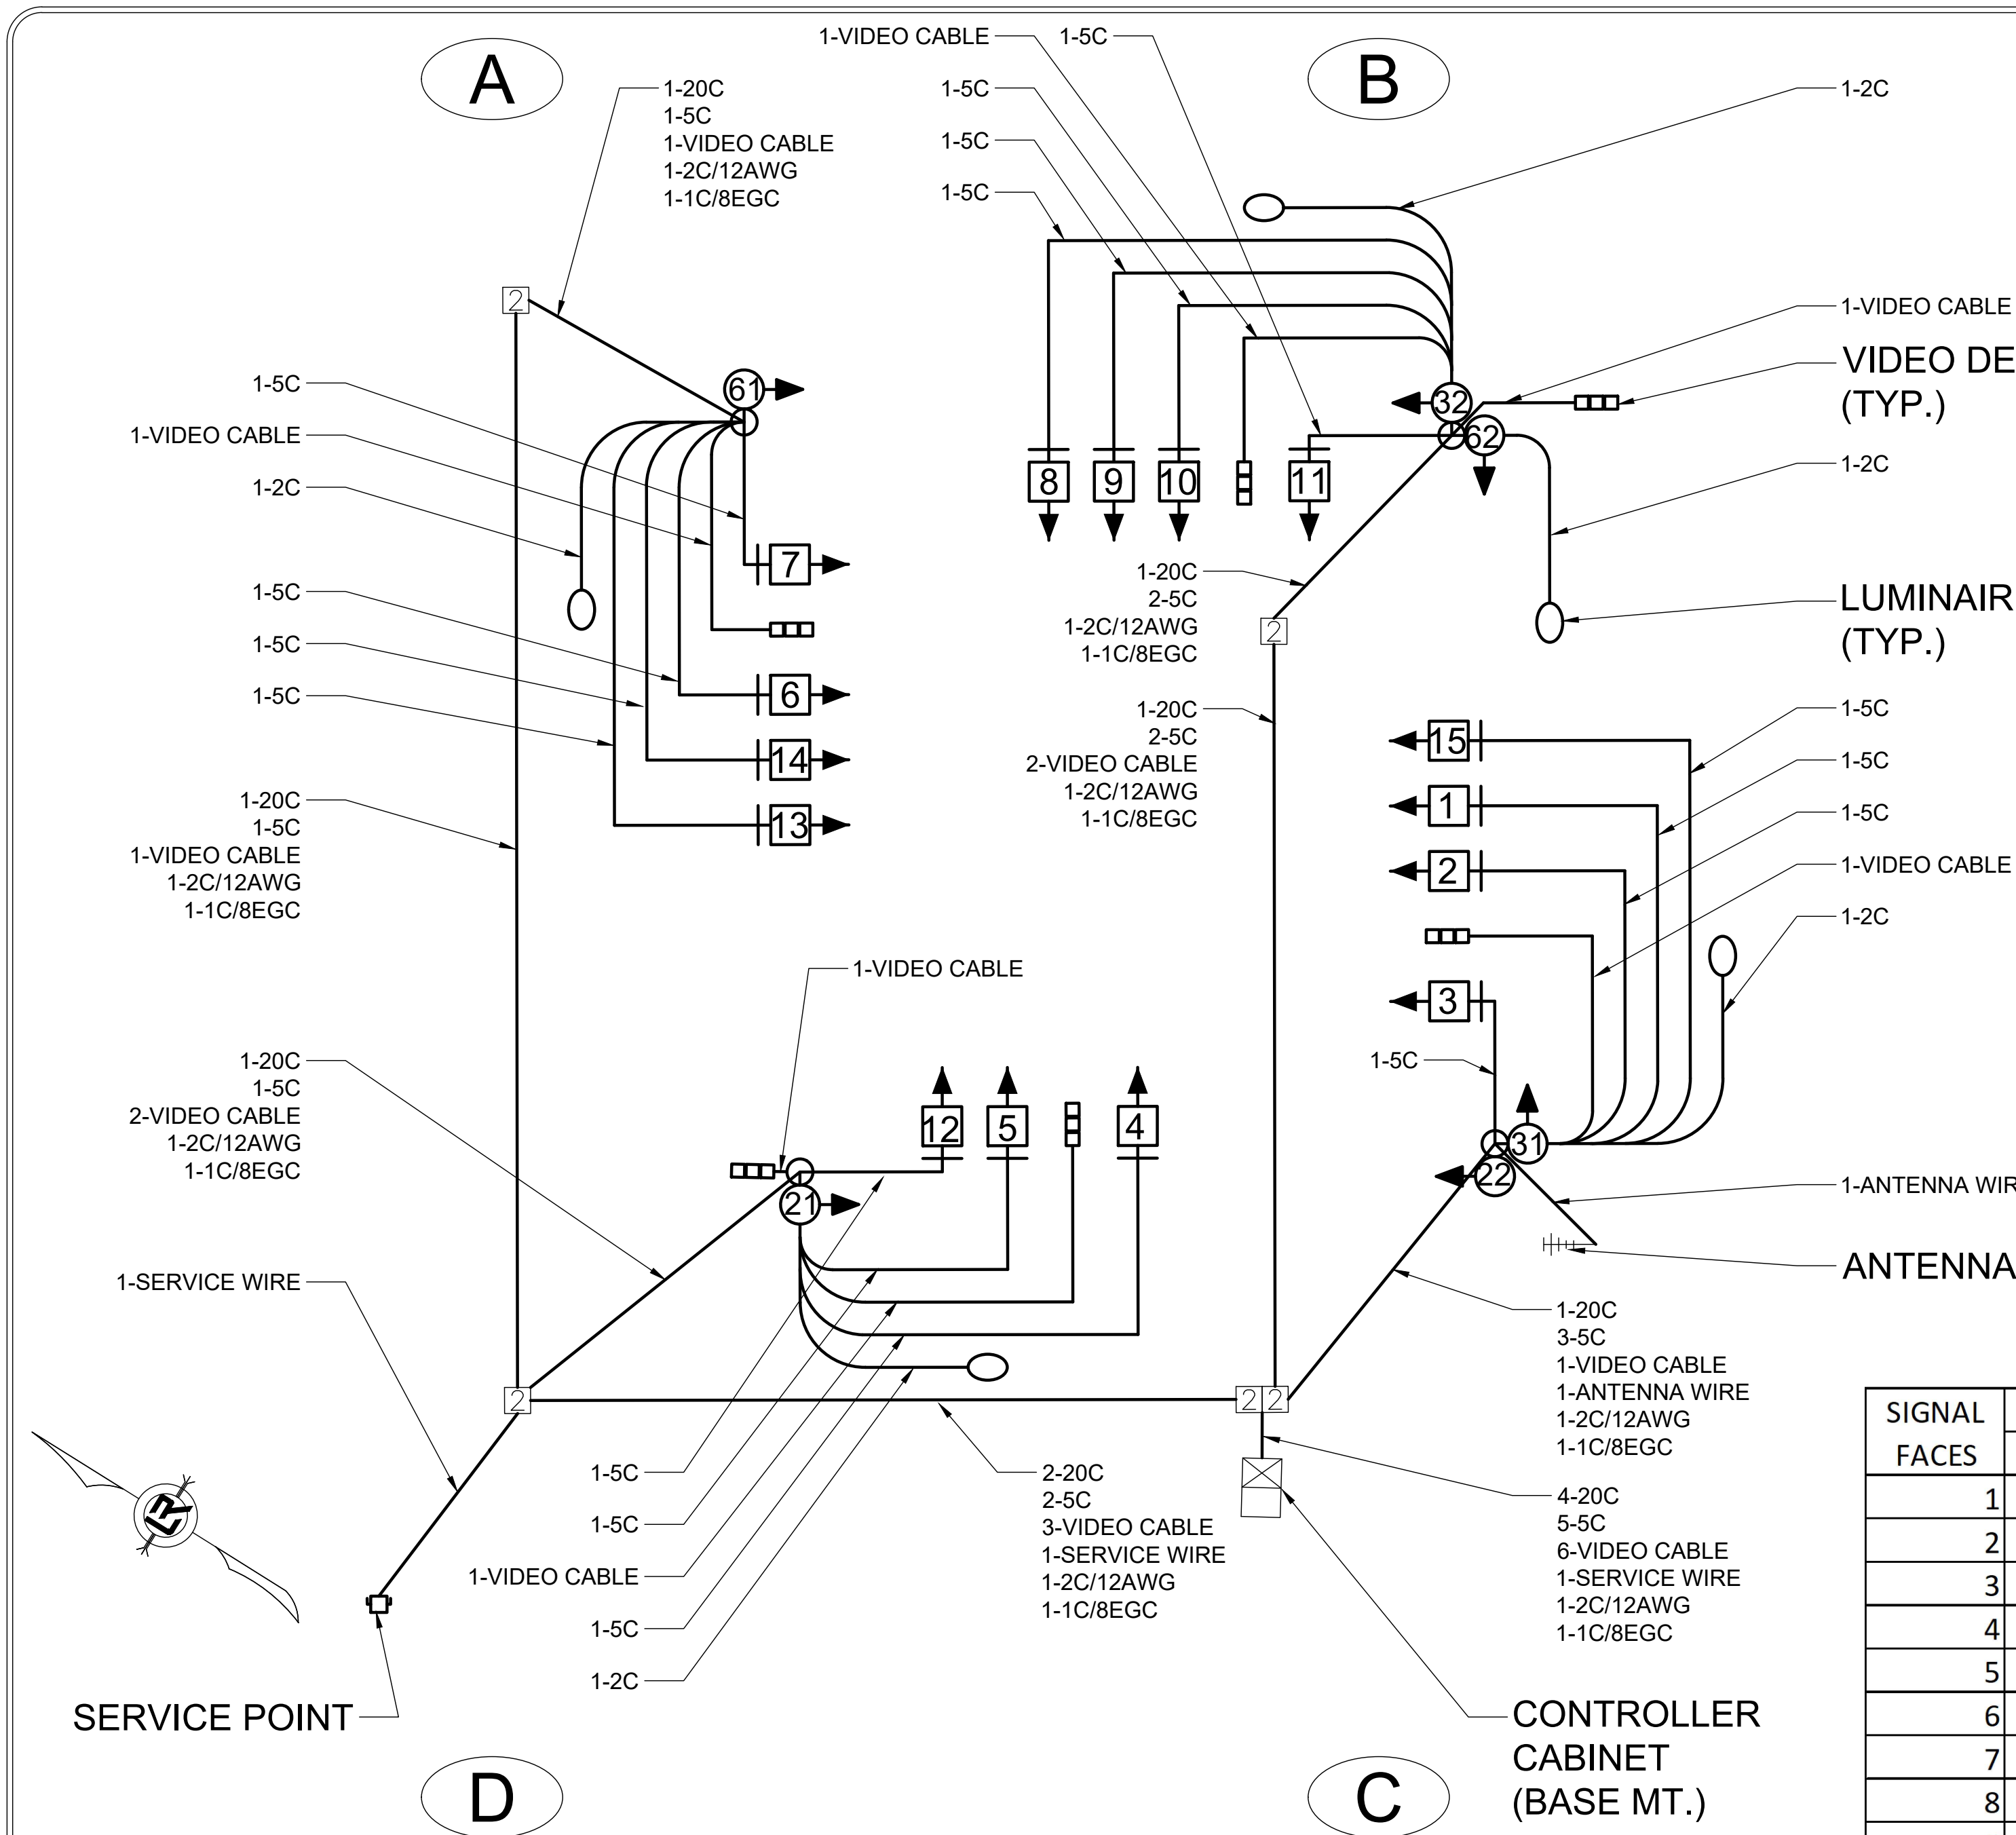 A
B
1-VIDEO CABLE
1-5C
1-20C
1-5C
1-VIDEO CABLE
1-2C/12AWG
1-1C/8EGC
1-5C
1-5C
1-5C
1-2C
2
61
1-5C
1-VIDEO CABLE
1-2C
1-5C
1-5C
1-5C
7
6
14
13
32
62
8
9
10
11
1-VIDEO CABLE
VIDEO DE
(TYP.)
1-2C
LUMINAIR
(TYP.)
1-20C
2-5C
1-2C/12AWG
1-1C/8EGC
2
1-20C
2-5C
2-VIDEO CABLE
1-2C/12AWG
1-1C/8EGC
1-20C
1-5C
1-VIDEO CABLE
1-2C/12AWG
1-1C/8EGC
15
1
2
3
1-5C
1-5C
1-5C
1-VIDEO CABLE
1-2C
1-5C
31
22
1-ANTENNA WIR
ANTENNA
1-VIDEO CABLE
1-20C
1-5C
2-VIDEO CABLE
1-2C/12AWG
1-1C/8EGC
12
5
4
21
1-SERVICE WIRE
2
2
2
1-20C
3-5C
1-VIDEO CABLE
1-ANTENNA WIRE
1-2C/12AWG
1-1C/8EGC
1-5C
1-5C
1-VIDEO CABLE
1-5C
1-2C
2-20C
2-5C
3-VIDEO CABLE
1-SERVICE WIRE
1-2C/12AWG
1-1C/8EGC
4-20C
5-5C
6-VIDEO CABLE
1-SERVICE WIRE
1-2C/12AWG
1-1C/8EGC
SERVICE POINT
CONTROLLER
CABINET
(BASE MT.)
D
C
SIGNAL
FACES
1
2
3
4
5
6
7
8